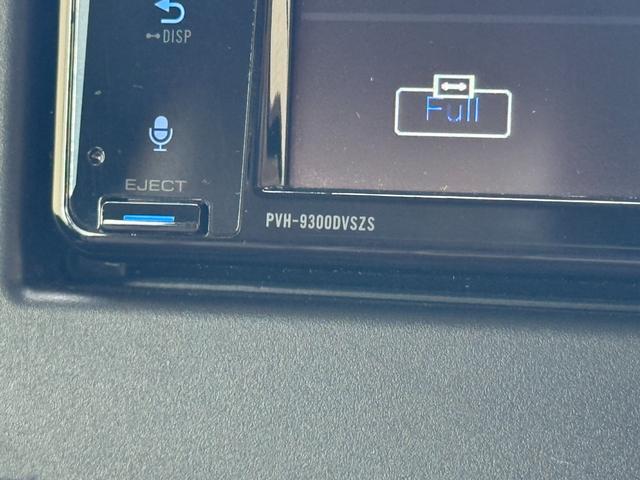 DISP
Full
EJECT
PVH-9300DVSZS